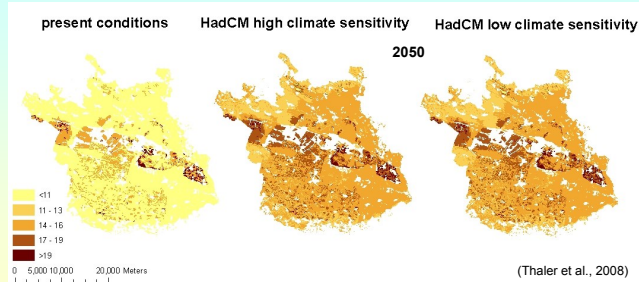 present conditions
HadCM high climate sensitivity
HadCM low climate sensitivity
2050
<11
11 - 13
14 - 16
17 - 19
>19
0 5,000 10,000 20,000 Meters
(Thaler et al., 2008)